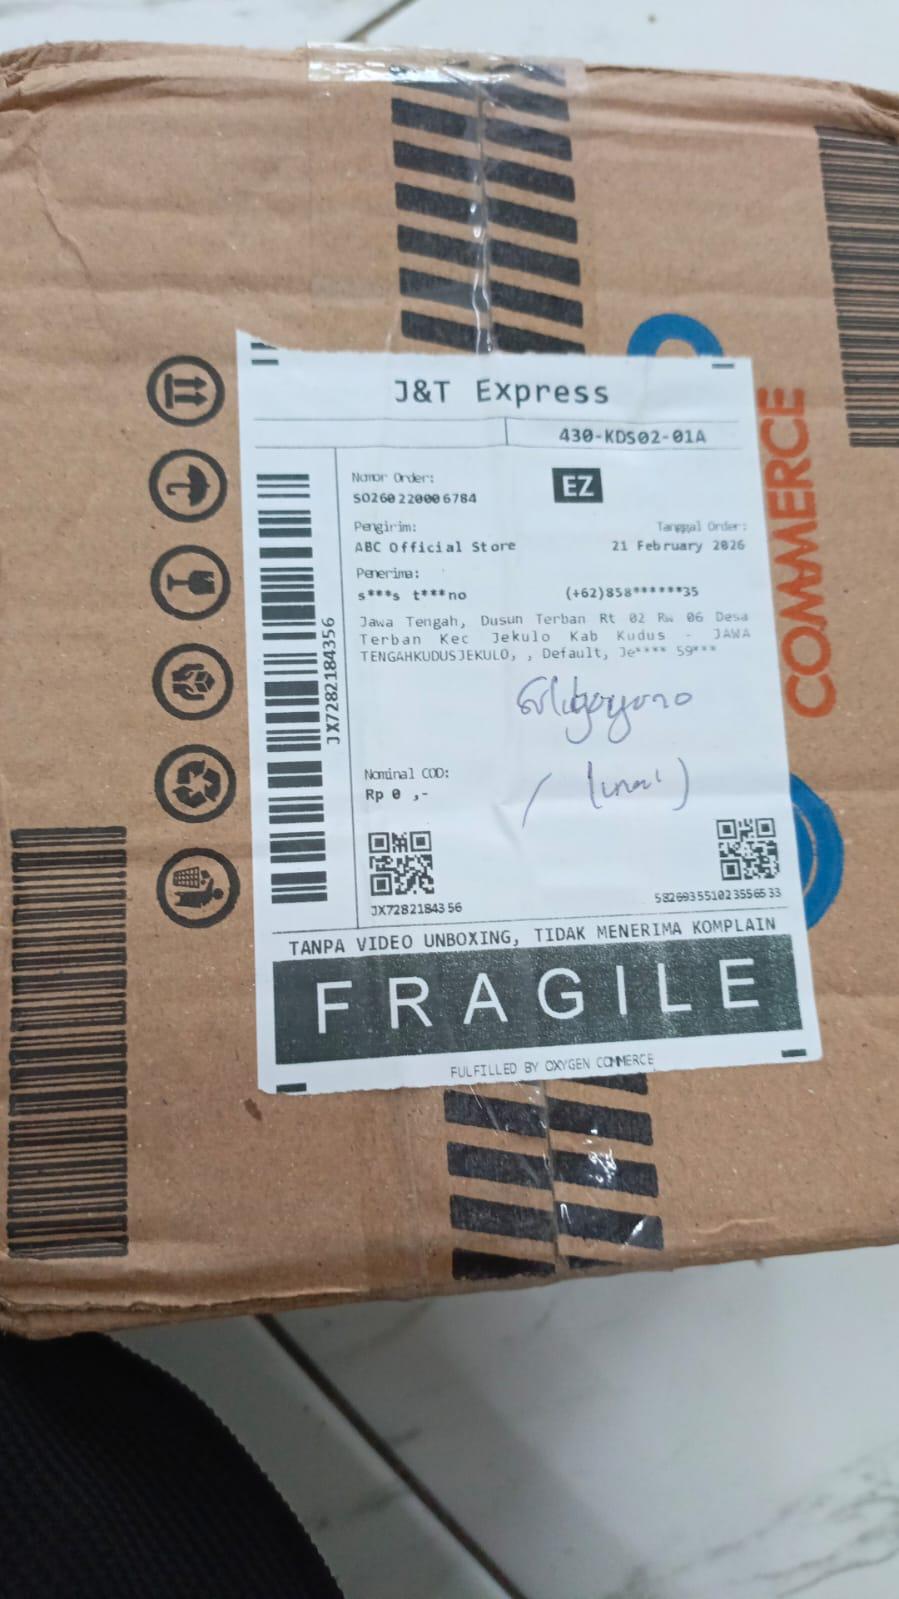 J&T Express
430-KDS02-01A
Nomor Order:
SO260220006784
EZ
Pengirim:
Tanggal Order:
ABC Official Store
21 February 2026
Penerima:
s***s t***no
(+62)858******35
Jawa Tengah, Dusun Terban Rt 02 Rw 06 Desa
Terban Kec Jekulo Kab Kudus - JAWA
TENGAHKUDUSJEKULO, , Default, Je**** 59***
JX7282184356
Nominal COD:
Rp 0 ,-
JX7282184356
582693551023556533
TANPA VIDEO UNBOXING, TIDAK MENERIMA KOMPLAIN
FRAGILE
FULFILLED BY OXYGEN COMMERCE
COMMERCE